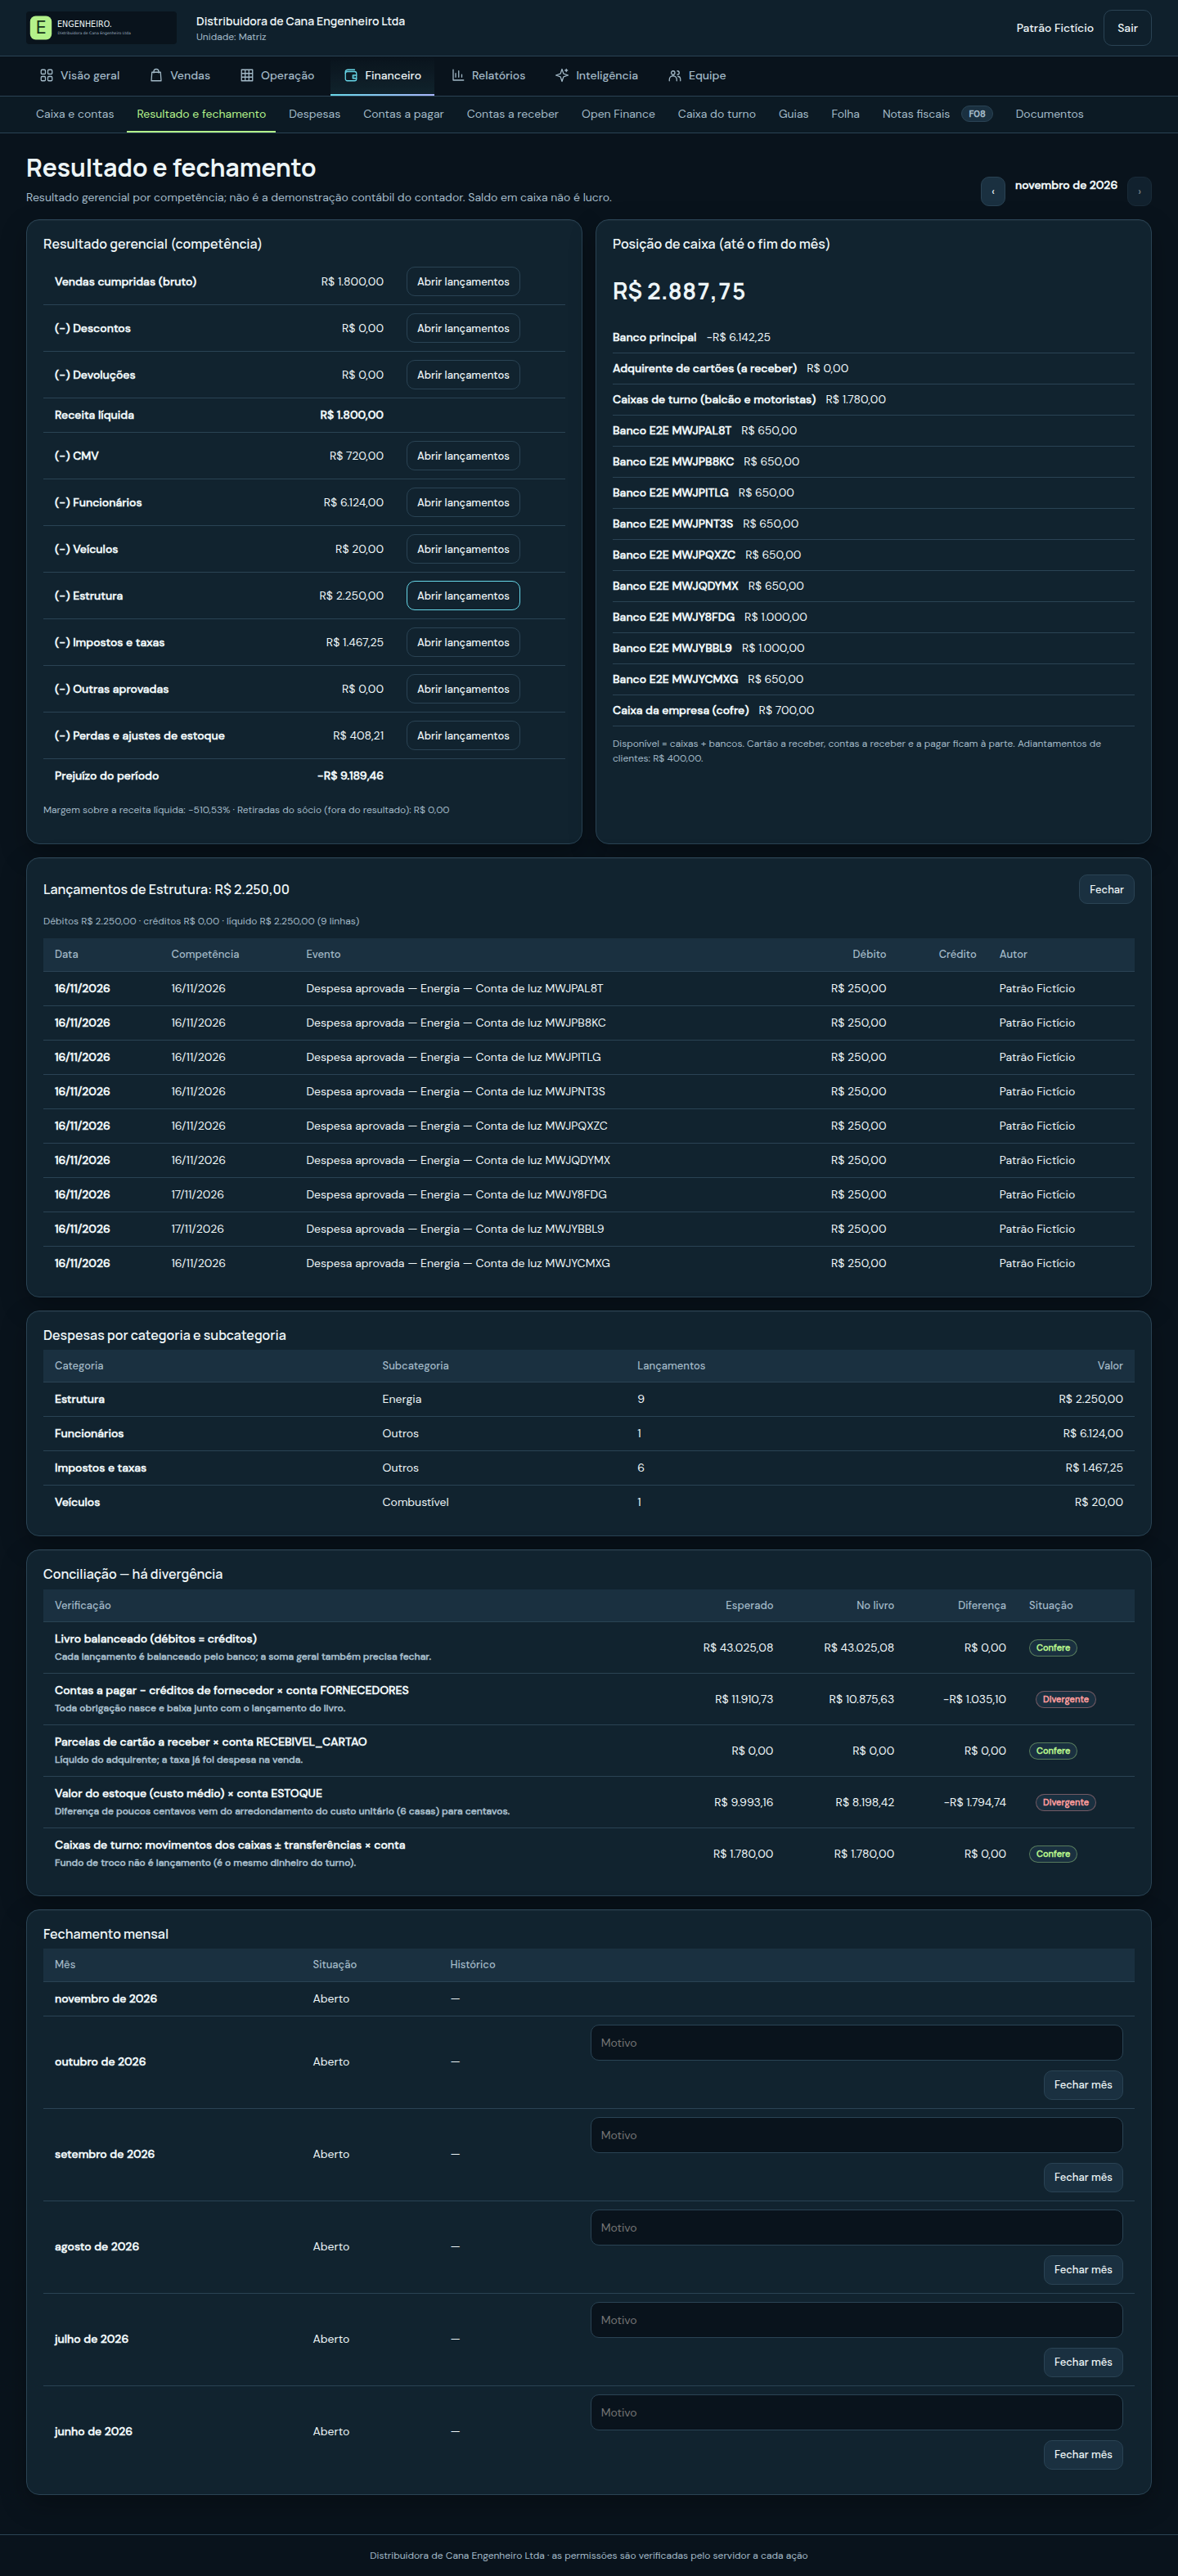 E ENGENHEIRO.
Distribuidora de Cana Engenheiro Ltda
Distribuidora de Cana Engenheiro Ltda
Unidade: Matriz
Patrão Fictício
Sair
Visão geral
Vendas
Operação
Financeiro
Relatórios
Inteligência
Equipe
Caixa e contas
Resultado e fechamento
Despesas
Contas a pagar
Contas a receber
Open Finance
Caixa do turno
Guias
Folha
Notas fiscais F08
Documentos
Resultado e fechamento
Resultado gerencial por competência; não é a demonstração contábil do contador. Saldo em caixa não é lucro.
‹ novembro de 2026 ›
Resultado gerencial (competência)
Vendas cumpridas (bruto) R$ 1.800,00 Abrir lançamentos
(-) Descontos R$ 0,00 Abrir lançamentos
(-) Devoluções R$ 0,00 Abrir lançamentos
Receita líquida R$ 1.800,00
(-) CMV R$ 720,00 Abrir lançamentos
(-) Funcionários R$ 6.124,00 Abrir lançamentos
(-) Veículos R$ 20,00 Abrir lançamentos
(-) Estrutura R$ 2.250,00 Abrir lançamentos
(-) Impostos e taxas R$ 1.467,25 Abrir lançamentos
(-) Outras aprovadas R$ 0,00 Abrir lançamentos
(-) Perdas e ajustes de estoque R$ 408,21 Abrir lançamentos
Prejuízo do período -R$ 9.189,46
Margem sobre a receita líquida: -510,53% · Retiradas do sócio (fora do resultado): R$ 0,00
Posição de caixa (até o fim do mês)
R$ 2.887,75
Banco principal -R$ 6.142,25
Adquirente de cartões (a receber) R$ 0,00
Caixas de turno (balcão e motoristas) R$ 1.780,00
Banco E2E MWJPAL8T R$ 650,00
Banco E2E MWJPB8KC R$ 650,00
Banco E2E MWJPITLG R$ 650,00
Banco E2E MWJPNT3S R$ 650,00
Banco E2E MWJPQXZC R$ 650,00
Banco E2E MWJQDYMX R$ 650,00
Banco E2E MWJY8FDG R$ 1.000,00
Banco E2E MWJYBBL9 R$ 1.000,00
Banco E2E MWJYCMXG R$ 650,00
Caixa da empresa (cofre) R$ 700,00
Disponível = caixas + bancos. Cartão a receber, contas a receber e a pagar ficam à parte. Adiantamentos de
clientes: R$ 400,00.
Lançamentos de Estrutura: R$ 2.250,00
Fechar
Débitos R$ 2.250,00 · créditos R$ 0,00 · líquido R$ 2.250,00 (9 linhas)
Data Competência Evento Débito Crédito Autor
16/11/2026 16/11/2026 Despesa aprovada — Energia — Conta de luz MWJPAL8T R$ 250,00 Patrão Fictício
16/11/2026 16/11/2026 Despesa aprovada — Energia — Conta de luz MWJPB8KC R$ 250,00 Patrão Fictício
16/11/2026 16/11/2026 Despesa aprovada — Energia — Conta de luz MWJPITLG R$ 250,00 Patrão Fictício
16/11/2026 16/11/2026 Despesa aprovada — Energia — Conta de luz MWJPNT3S R$ 250,00 Patrão Fictício
16/11/2026 16/11/2026 Despesa aprovada — Energia — Conta de luz MWJPQXZC R$ 250,00 Patrão Fictício
16/11/2026 16/11/2026 Despesa aprovada — Energia — Conta de luz MWJQDYMX R$ 250,00 Patrão Fictício
16/11/2026 17/11/2026 Despesa aprovada — Energia — Conta de luz MWJY8FDG R$ 250,00 Patrão Fictício
16/11/2026 17/11/2026 Despesa aprovada — Energia — Conta de luz MWJYBBL9 R$ 250,00 Patrão Fictício
16/11/2026 16/11/2026 Despesa aprovada — Energia — Conta de luz MWJYCMXG R$ 250,00 Patrão Fictício
Despesas por categoria e subcategoria
Categoria Subcategoria Lançamentos Valor
Estrutura Energia 9 R$ 2.250,00
Funcionários Outros 1 R$ 6.124,00
Impostos e taxas Outros 6 R$ 1.467,25
Veículos Combustível 1 R$ 20,00
Conciliação — há divergência
Verificação Esperado No livro Diferença Situação
Livro balanceado (débitos = créditos) R$ 43.025,08 R$ 43.025,08 R$ 0,00 Confere
Cada lançamento é balanceado pelo banco; a soma geral também precisa fechar.
Contas a pagar - créditos de fornecedor × conta FORNECEDORES R$ 11.910,73 R$ 10.875,63 -R$ 1.035,10 Divergente
Toda obrigação nasce e baixa junto com o lançamento do livro.
Parcelas de cartão a receber × conta RECEBIVEL_CARTAO R$ 0,00 R$ 0,00 R$ 0,00 Confere
Líquido do adquirente; a taxa já foi despesa na venda.
Valor do estoque (custo médio) × conta ESTOQUE R$ 9.993,16 R$ 8.198,42 -R$ 1.794,74 Divergente
Diferença de poucos centavos vem do arredondamento do custo unitário (6 casas) para centavos.
Caixas de turno: movimentos dos caixas ± transferências × conta R$ 1.780,00 R$ 1.780,00 R$ 0,00 Confere
Fundo de troco não é lançamento (é o mesmo dinheiro do turno).
Fechamento mensal
Mês Situação Histórico
novembro de 2026 Aberto —
outubro de 2026 Aberto — Motivo
Fechar mês
setembro de 2026 Aberto — Motivo
Fechar mês
agosto de 2026 Aberto — Motivo
Fechar mês
julho de 2026 Aberto — Motivo
Fechar mês
junho de 2026 Aberto — Motivo
Fechar mês
Distribuidora de Cana Engenheiro Ltda · as permissões são verificadas pelo servidor a cada ação